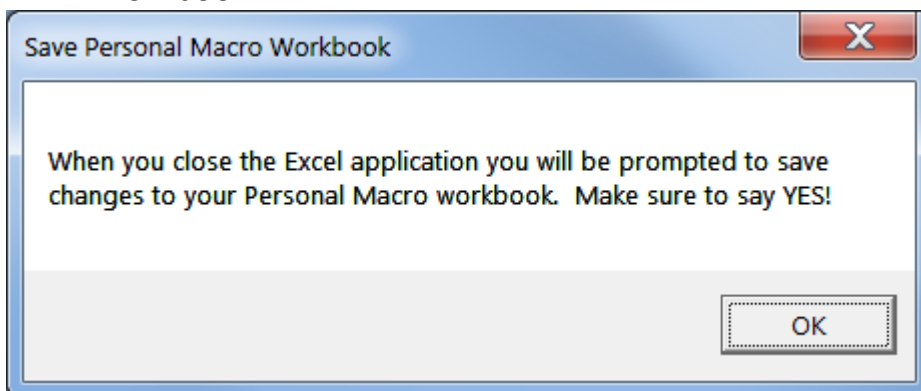 Save Personal Macro Workbook
When you close the Excel application you will be prompted to save
changes to your Personal Macro workbook.  Make sure to say YES!
OK